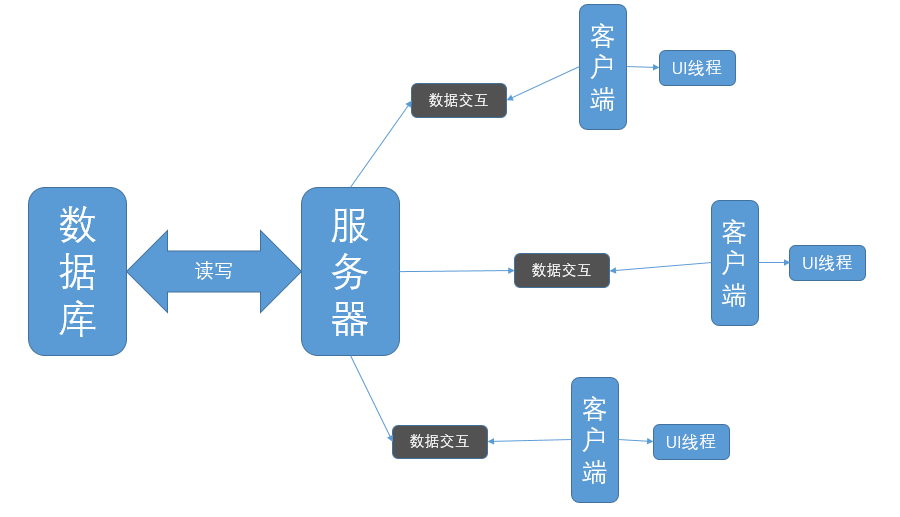 数据库
读写
服务器
数据交互
客户端
UI线程
数据交互
客户端
UI线程
数据交互
客户端
UI线程